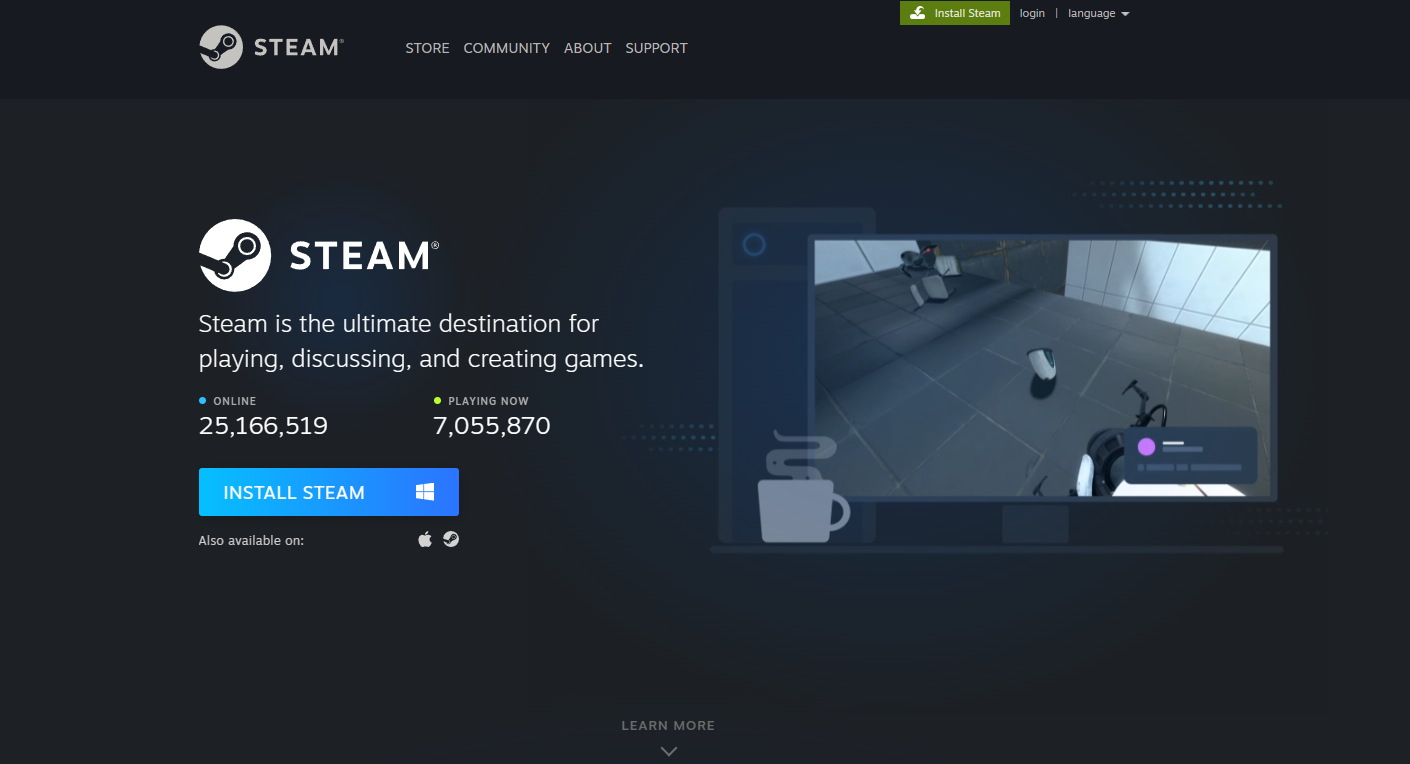 Install Steam login | language
STEAM®
STORE COMMUNITY ABOUT SUPPORT
STEAM®
Steam is the ultimate destination for
playing, discussing, and creating games.
ONLINE
25,166,519
PLAYING NOW
7,055,870
INSTALL STEAM
Also available on:
LEARN MORE